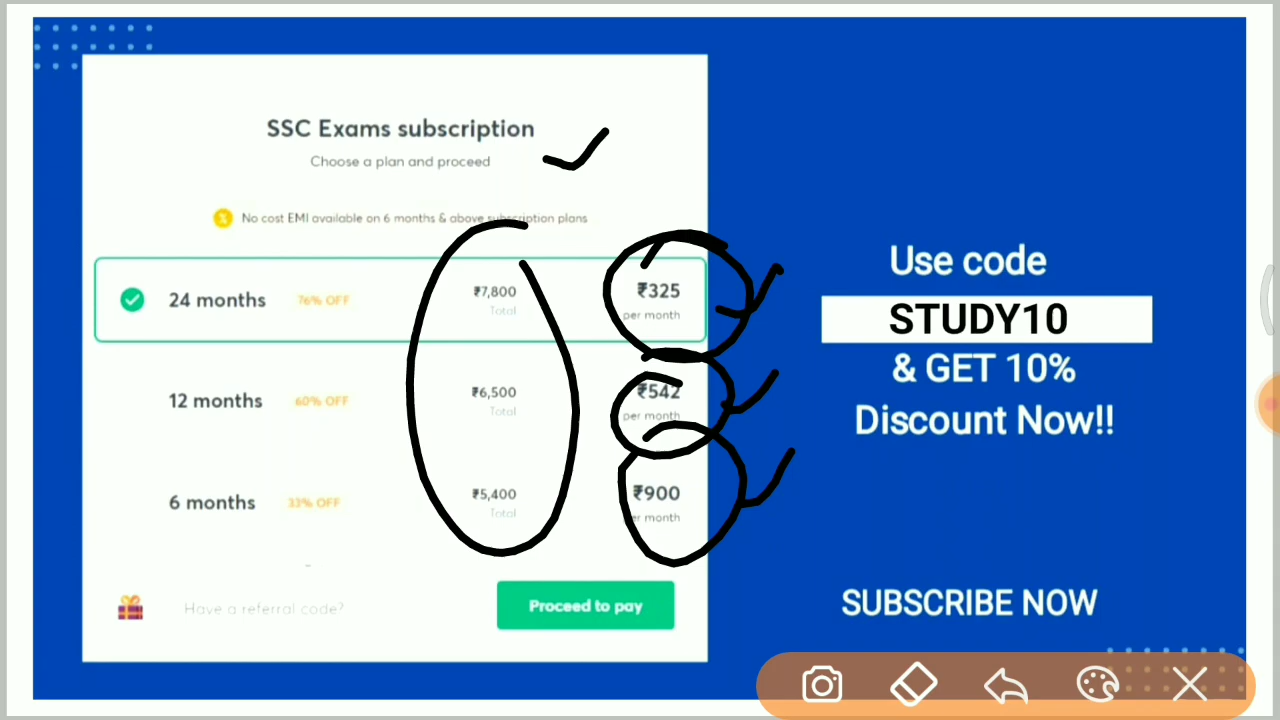 SSC Exams subscription
Choose a plan and proceed
No cost EMI available on 6 months & above subscription plans
24 months 76% OFF ₹7,800 ₹325
Total per month
12 months 60% OFF ₹6,500 ₹542
Total per month
6 months 33% OFF ₹5,400 ₹900
Total per month
Have a referral code?
Proceed to pay
Use code
STUDY10
& GET 10%
Discount Now!!
SUBSCRIBE NOW